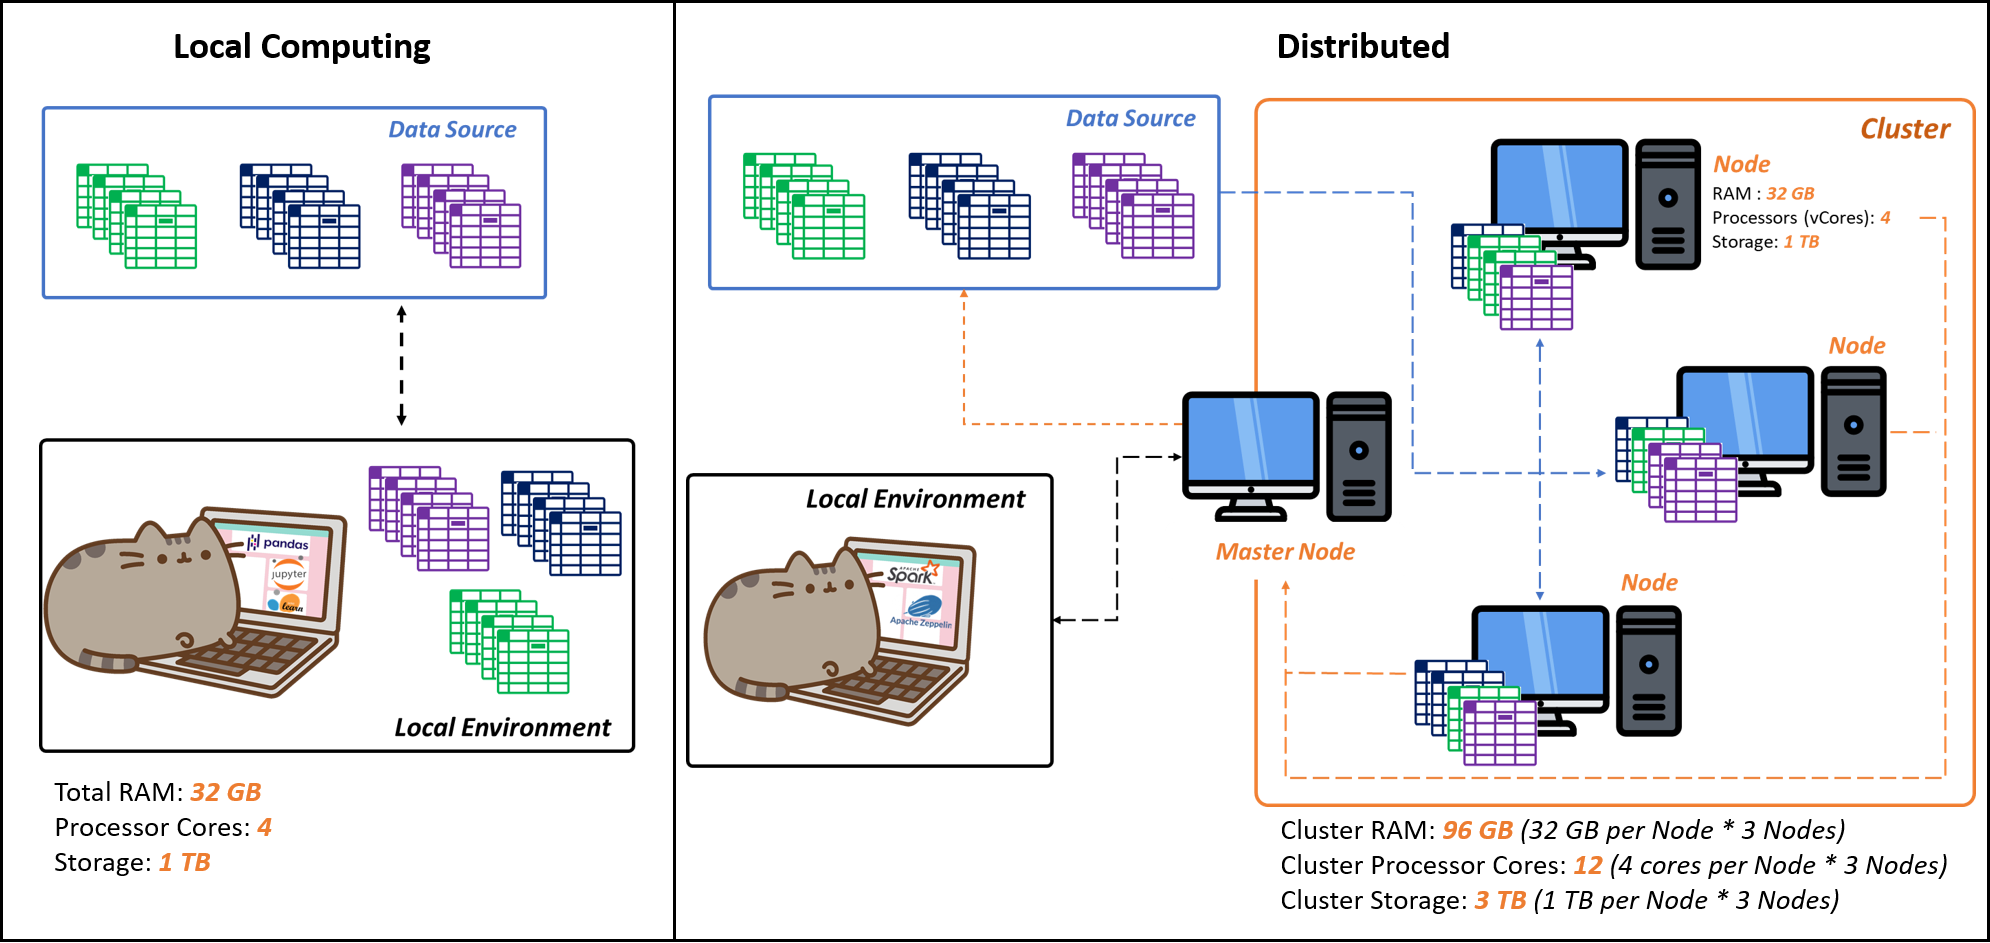 Local Computing
Data Source
pandas
jupyter
learn
Local Environment
Total RAM: 32 GB
Processor Cores: 4
Storage: 1 TB
Distributed
Data Source
Cluster
Node
RAM : 32 GB
Processors (vCores): 4
Storage: 1 TB
Node
Master Node
Local Environment
APACHE
Spark
Apache Zeppelin
Node
Cluster RAM: 96 GB (32 GB per Node * 3 Nodes)
Cluster Processor Cores: 12 (4 cores per Node * 3 Nodes)
Cluster Storage: 3 TB (1 TB per Node * 3 Nodes)